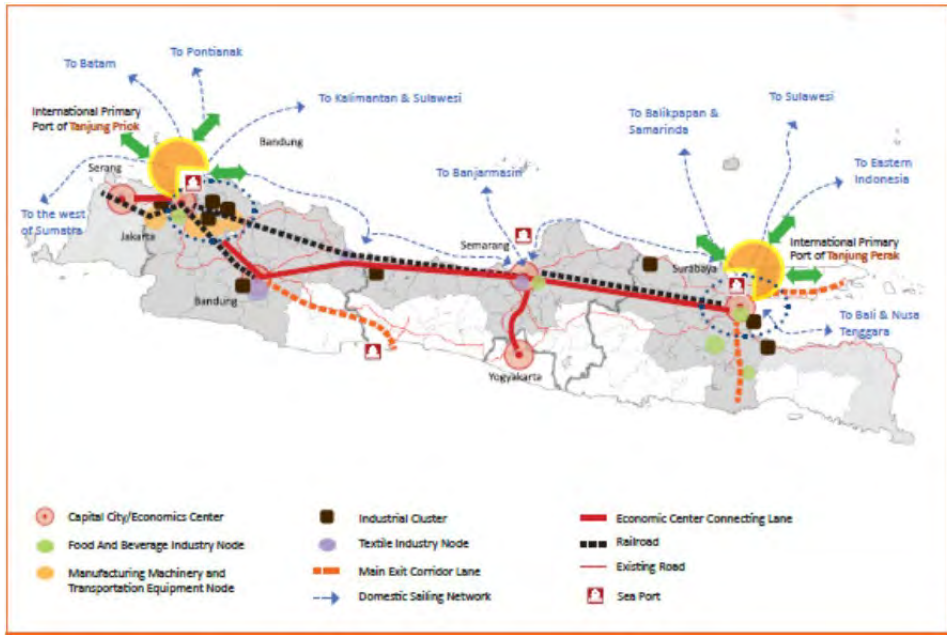 To Pontianak
To Batam
To Kalimantan & Sulawesi
To Sulawesi
To Balikpapan &
Samarinda
International Primary
Port of Tanjung Priok
Bandung
To Banjarmasin
To Eastern
Indonesia
Serang
To the west
of Sumatra
Jakarta
Semarang
Surabaya
International Primary
Port of Tanjung Perak
Bandung
To Bali & Nusa
Tenggara
Yogyakarta
Capital City/Economics Center
Food And Beverage Industry Node
Manufacturing Machinery and
Transportation Equipment Node
Industrial Cluster
Textile Industry Node
Main Exit Corridor Lane
Domestic Sailing Network
Economic Center Connecting Lane
Railroad
Existing Road
Sea Port